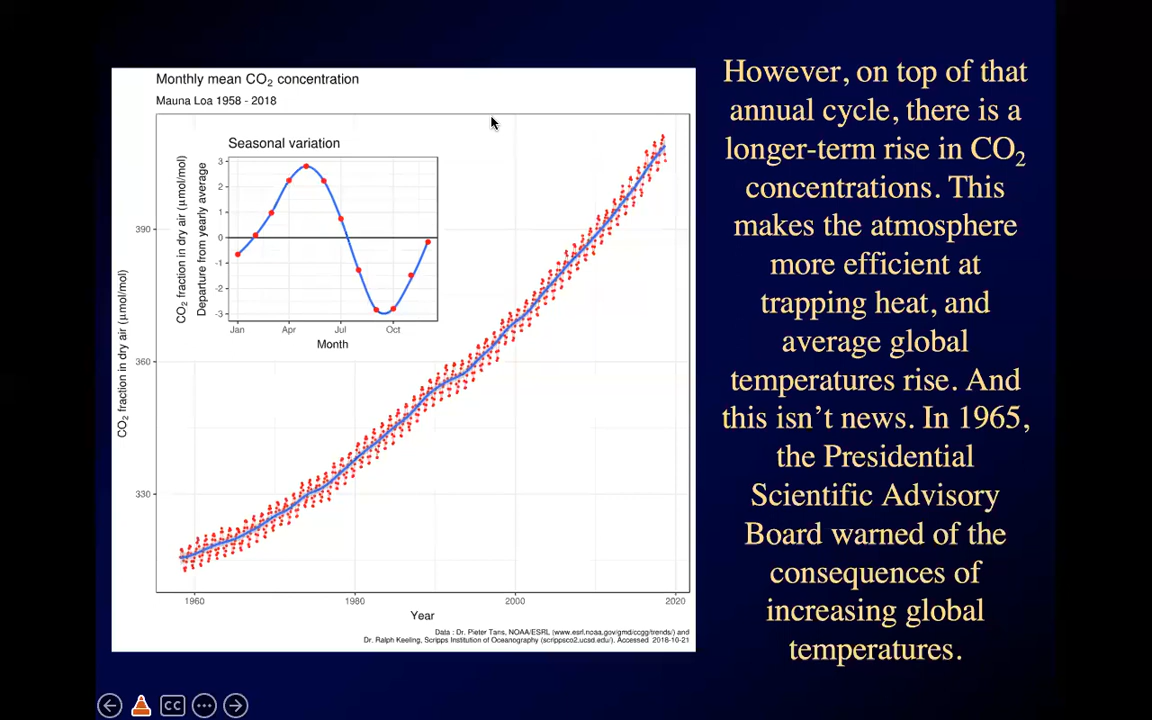 Monthly mean CO₂ concentration
Mauna Loa 1958 - 2018
Seasonal variation
CO₂ fraction in dry air (μmol/mol)
Departure from yearly average
3
2
1
0
-1
-2
-3
Jan Apr Jul Oct
Month
CO₂ fraction in dry air (μmol/mol)
390
360
330
1960 1980 2000 2020
Year
Data : Dr. Pieter Tans, NOAA/ESRL (www.esrl.noaa.gov/gmd/ccgg/trends/) and
Dr. Ralph Keeling, Scripps Institution of Oceanography (scrippsco2.ucsd.edu/). Accessed 2018-10-21
However, on top of that
annual cycle, there is a
longer-term rise in CO₂
concentrations. This
makes the atmosphere
more efficient at
trapping heat, and
average global
temperatures rise. And
this isn’t news. In 1965,
the Presidential
Scientific Advisory
Board warned of the
consequences of
increasing global
temperatures.
CC